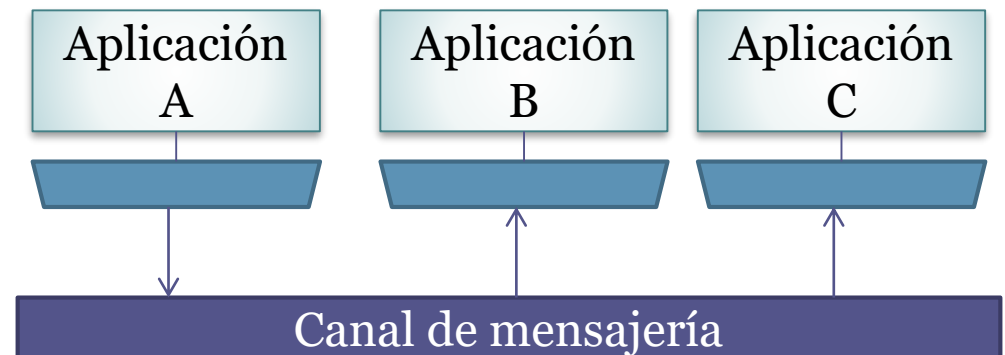 Aplicación
A
Aplicación
B
Aplicación
C
Canal de mensajería